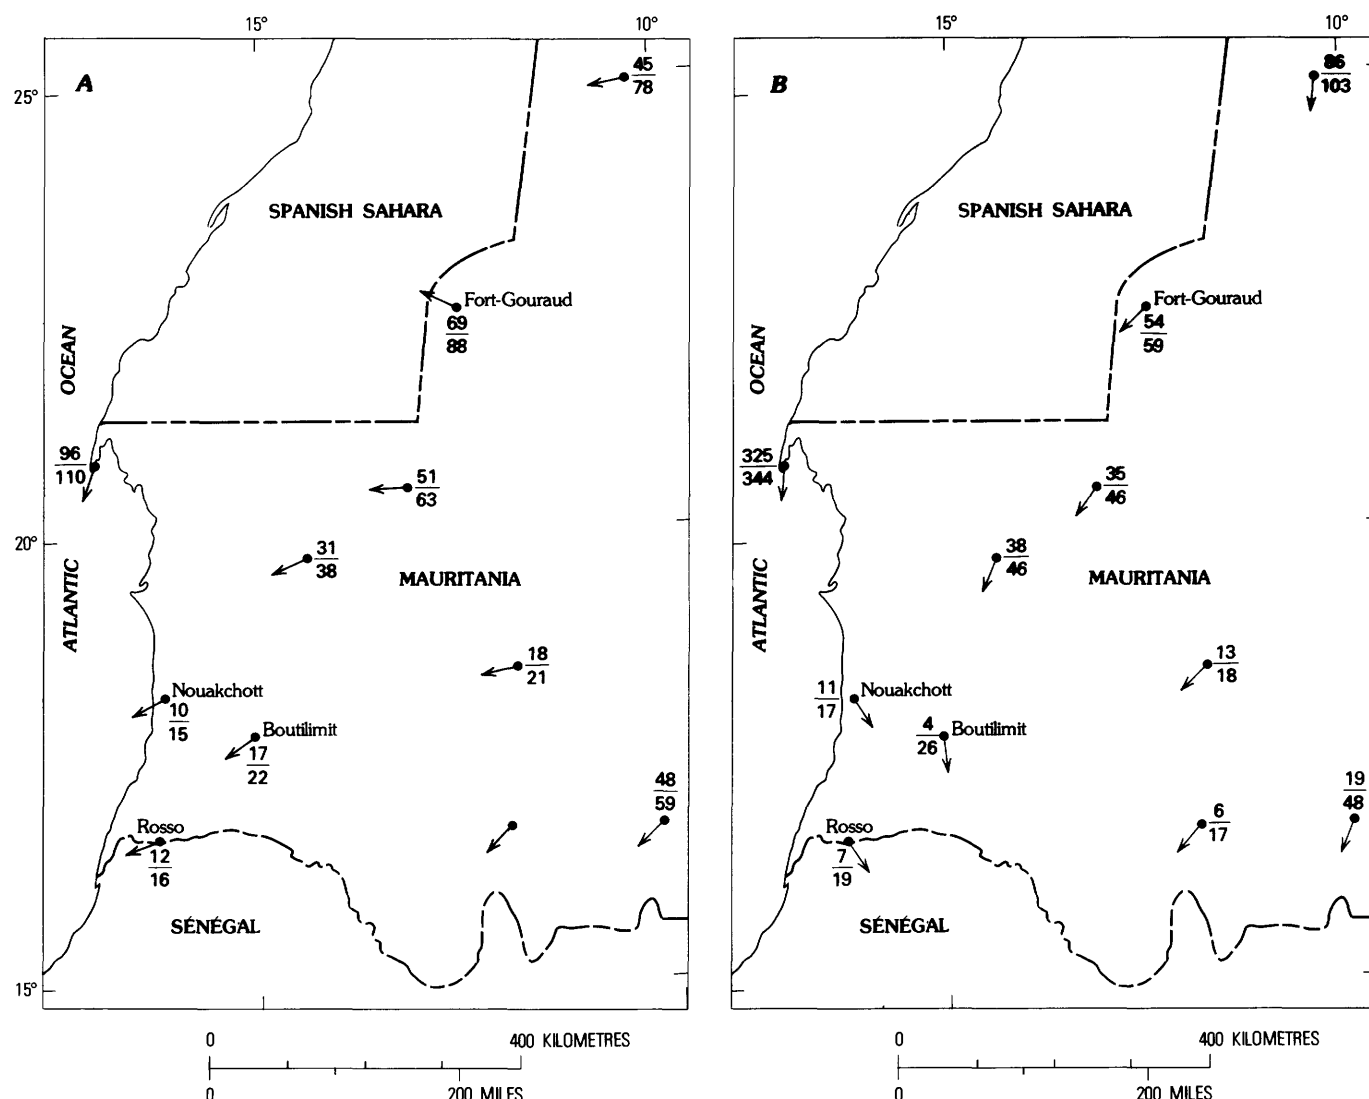 15°
10°
A
45
78
25°
SPANISH SAHARA
Fort-Gouraud
69
88
OCEAN
96
110
51
63
20°
31
38
MAURITANIA
ATLANTIC
18
21
Nouakchott
10
15
Boutilimit
17
22
48
59
Rosso
12
16
SÉNÉGAL
15°
0
400 KILOMETRES
0
200 MILES
15°
10°
B
86
103
SPANISH SAHARA
Fort-Gouraud
54
59
OCEAN
325
344
35
46
38
46
MAURITANIA
ATLANTIC
13
18
11
17
Nouakchott
4
26
Boutilimit
19
48
6
17
Rosso
7
19
SÉNÉGAL
0
400 KILOMETRES
0
200 MILES